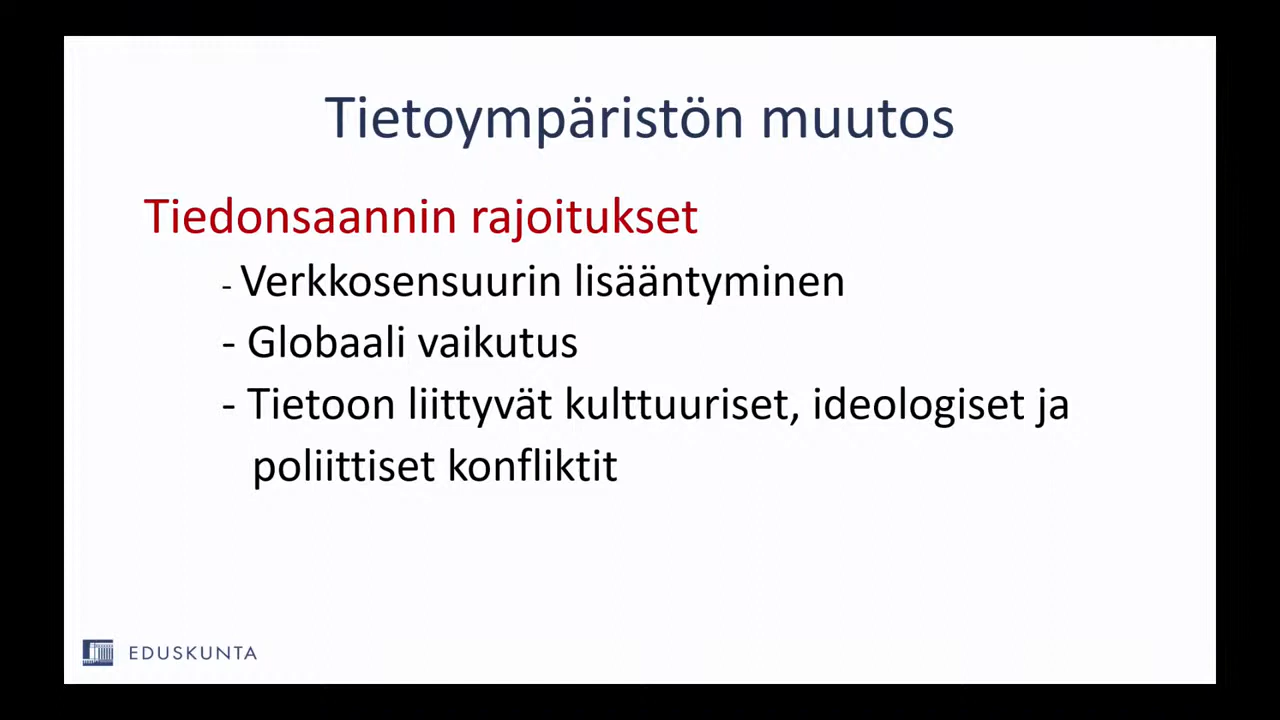 Tietoympäristön muutos
Tiedonsaannin rajoitukset
- Verkkosensuurin lisääntyminen
- Globaali vaikutus
- Tietoon liittyvät kulttuuriset, ideologiset ja
poliittiset konfliktit
EDUSKUNTA